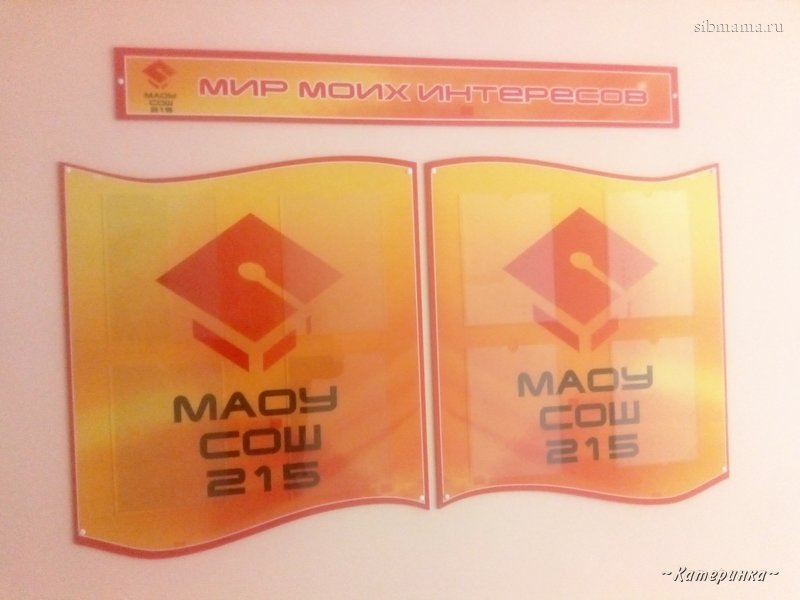 sibmama.ru
МАОУ
СОШ
215
МИР МОИХ ИНТЕРЕСОВ
МАОУ
СОШ
215
МАОУ
СОШ
215
~Катеринка~